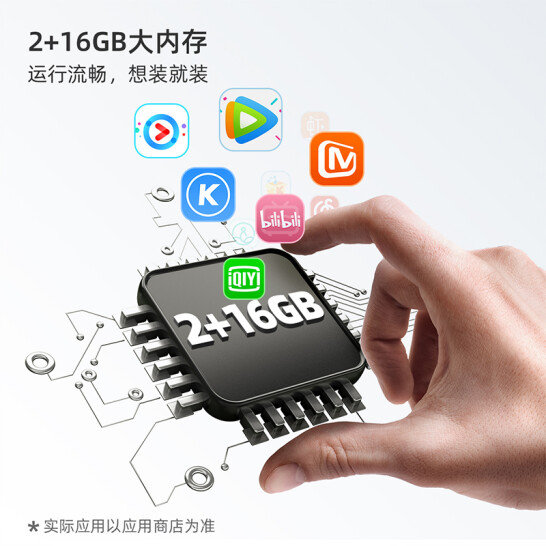 2+16GB大内存
运行流畅，想装就装
K
bilibili
iQIYI
2+16GB
*实际应用以应用商店为准